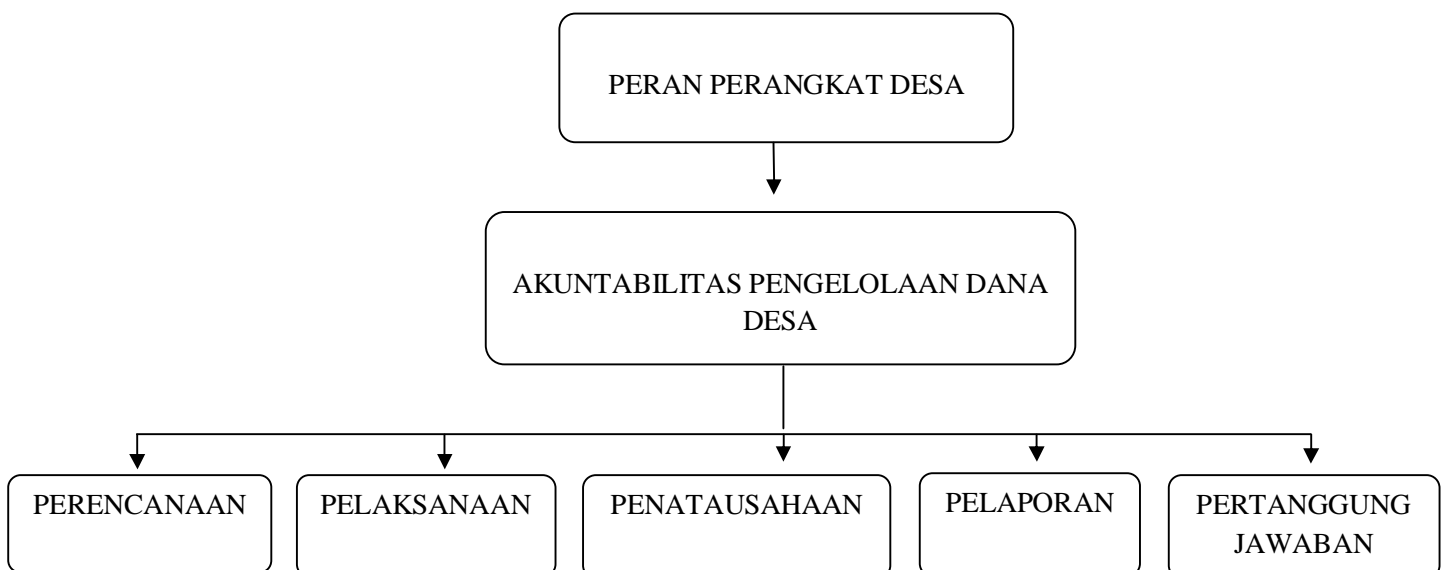 PERAN PERANGKAT DESA
AKUNTABILITAS PENGELOLAAN DANA
DESA
PERENCANAAN
PELAKSANAAN
PENATAUSAHAAN
PELAPORAN
PERTANGGUNG
JAWABAN